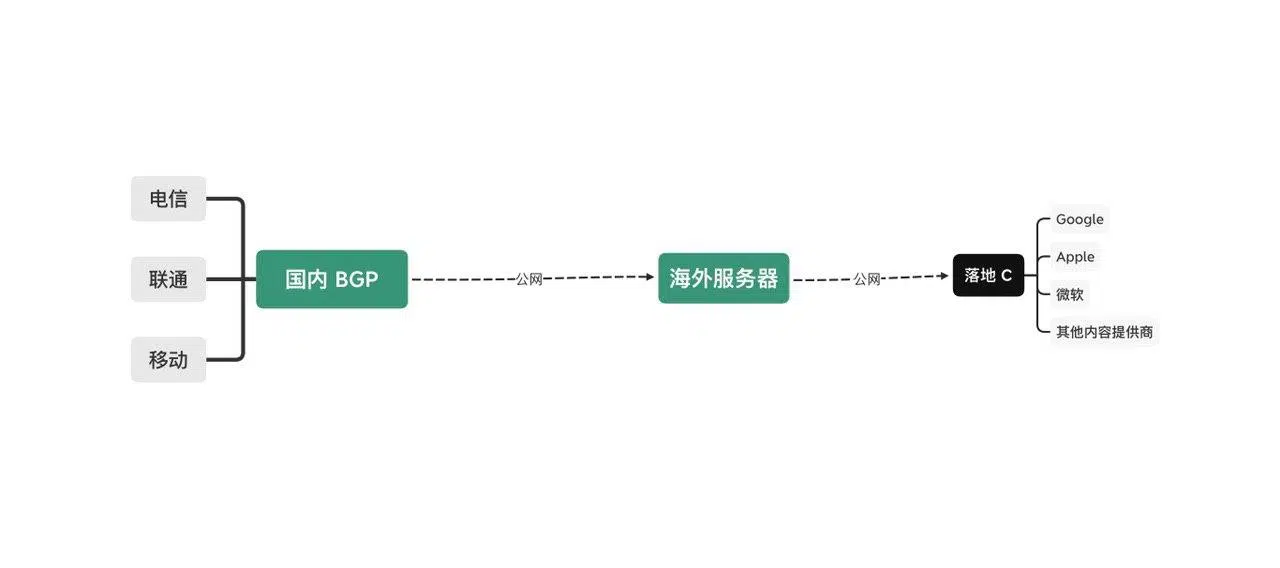 电信
联通
移动
国内 BGP
公网
海外服务器
公网
落地 C
Google
Apple
微软
其他内容提供商